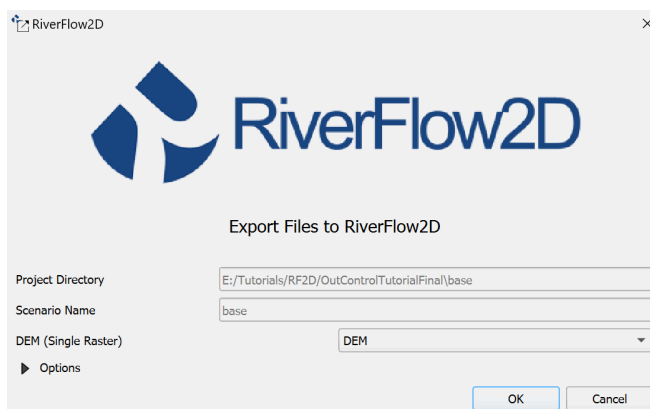 RiverFlow2D
RiverFlow2D
Export Files to RiverFlow2D
Project Directory E:/Tutorials/RF2D/OutControlTutorialFinal\base
Scenario Name base
DEM (Single Raster) DEM
Options
OK Cancel